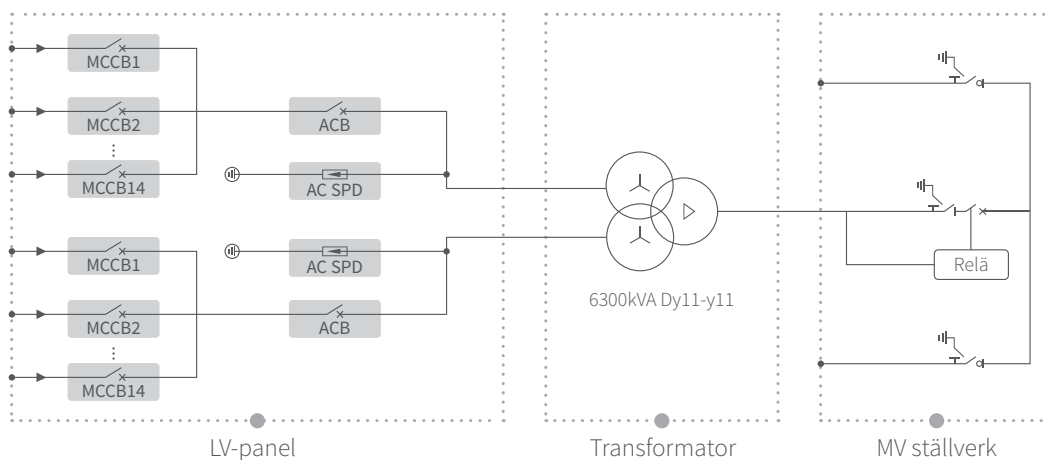 MCCB1
MCCB2
MCCB14
ACB
AC SPD
MCCB1
MCCB2
MCCB14
AC SPD
ACB
6300kVA Dy11-y11
Relä
LV-panel
Transformator
MV ställverk